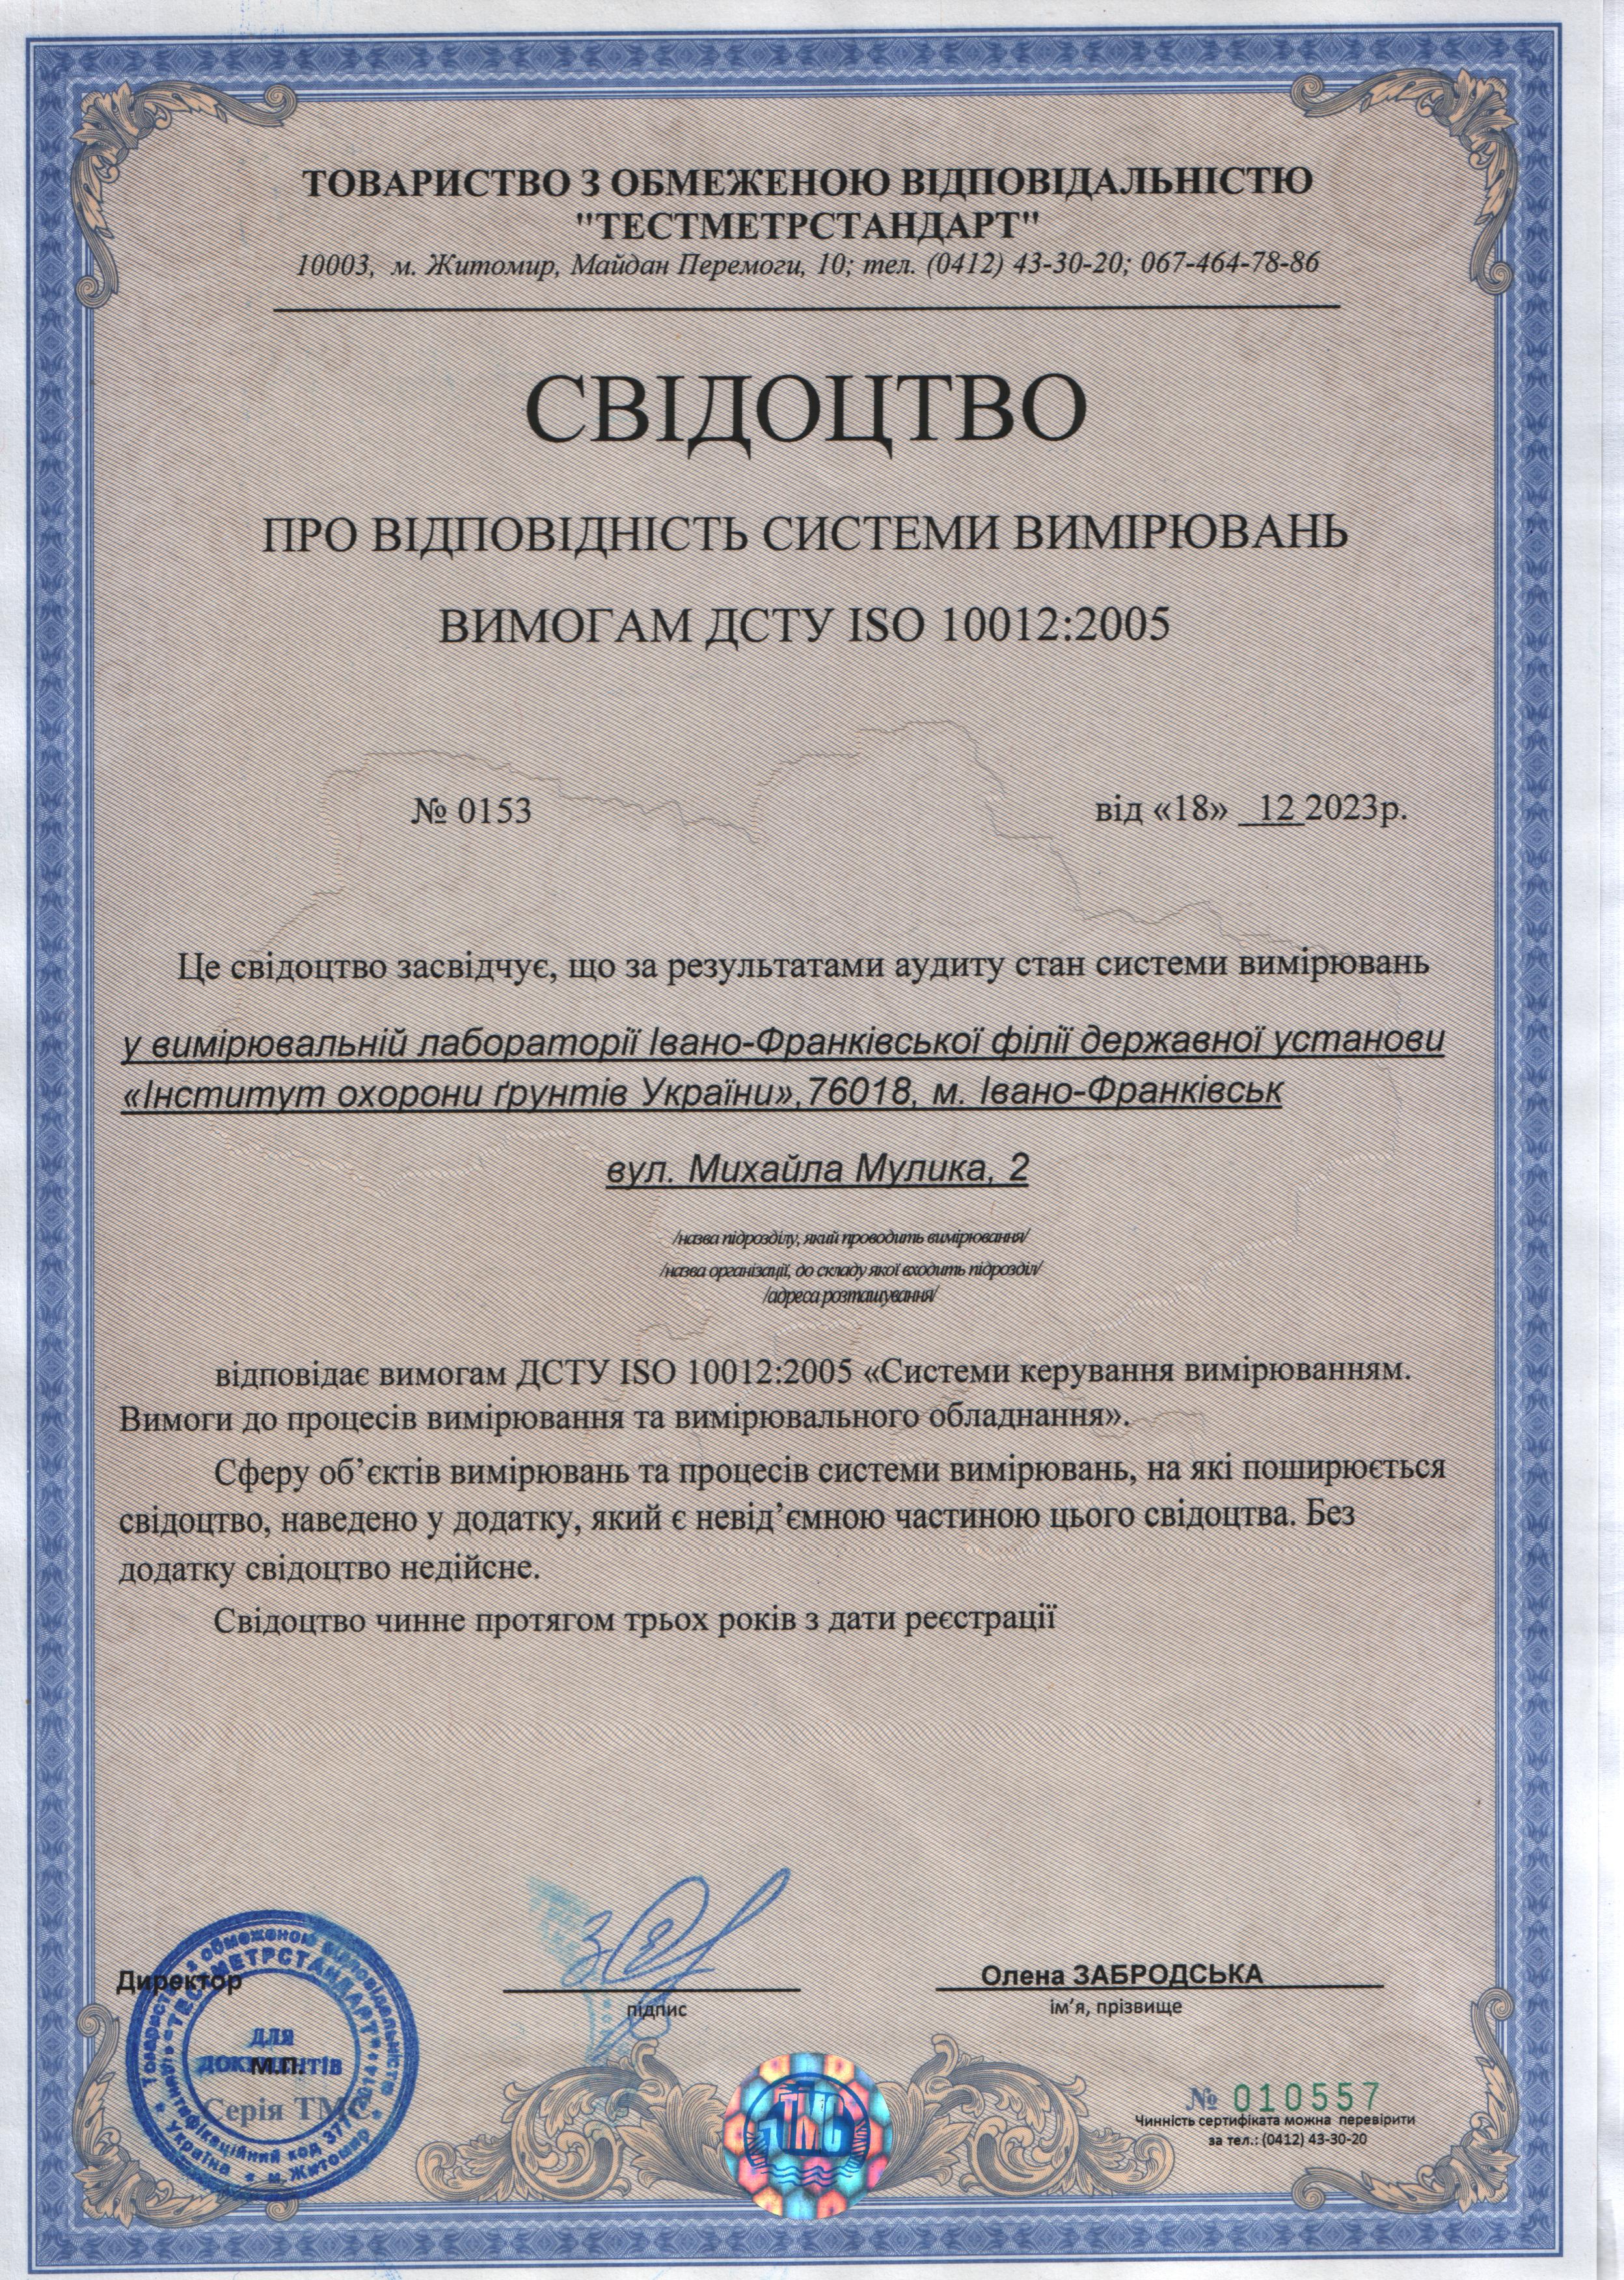 ТОВАРИСТВО З ОБМЕЖЕНОЮ ВІДПОВІДАЛЬНІСТЮ
"ТЕСТМЕТРСТАНДАРТ"
10003, м. Житомир, Майдан Перемоги, 10; тел. (0412) 43-30-20; 067-464-78-86
СВІДОЦТВО
ПРО ВІДПОВІДНІСТЬ СИСТЕМИ ВИМІРЮВАНЬ
ВИМОГАМ ДСТУ ISO 10012:2005
№ 0153 від «18» 12 2023р.
Це свідоцтво засвідчує, що за результатами аудиту стан системи вимірювань
у вимірювальній лабораторії Івано-Франківської філії державної установи
«Інститут охорони ґрунтів України»,76018, м. Івано-Франківськ
вул. Михайла Мулика, 2
/назва підрозділу, який проводить вимірювання/
/назва організації, до складу якої входить підрозділ/
/адреса розташування/
відповідає вимогам ДСТУ ISO 10012:2005 «Системи керування вимірюванням.
Вимоги до процесів вимірювання та вимірювального обладнання».
Сферу об’єктів вимірювань та процесів системи вимірювань, на які поширюється
свідоцтво, наведено у додатку, який є невід’ємною частиною цього свідоцтва. Без
додатку свідоцтво недійсне.
Свідоцтво чинне протягом трьох років з дати реєстрації
Директор
підпис
Олена ЗАБРОДСЬКА
ім’я, прізвище
Товариство з обмеженою відповідальністю
"ТЕСТМЕТРСТАНДАРТ"
ДЛЯ
ДОКУМЕНТІВ
М.П.
Серія ТМ
Ідентифікаційний код
Україна * м. Житомир
ТМС
№ 010557
Чинність сертифіката можна перевірити
за тел.: (0412) 43-30-20